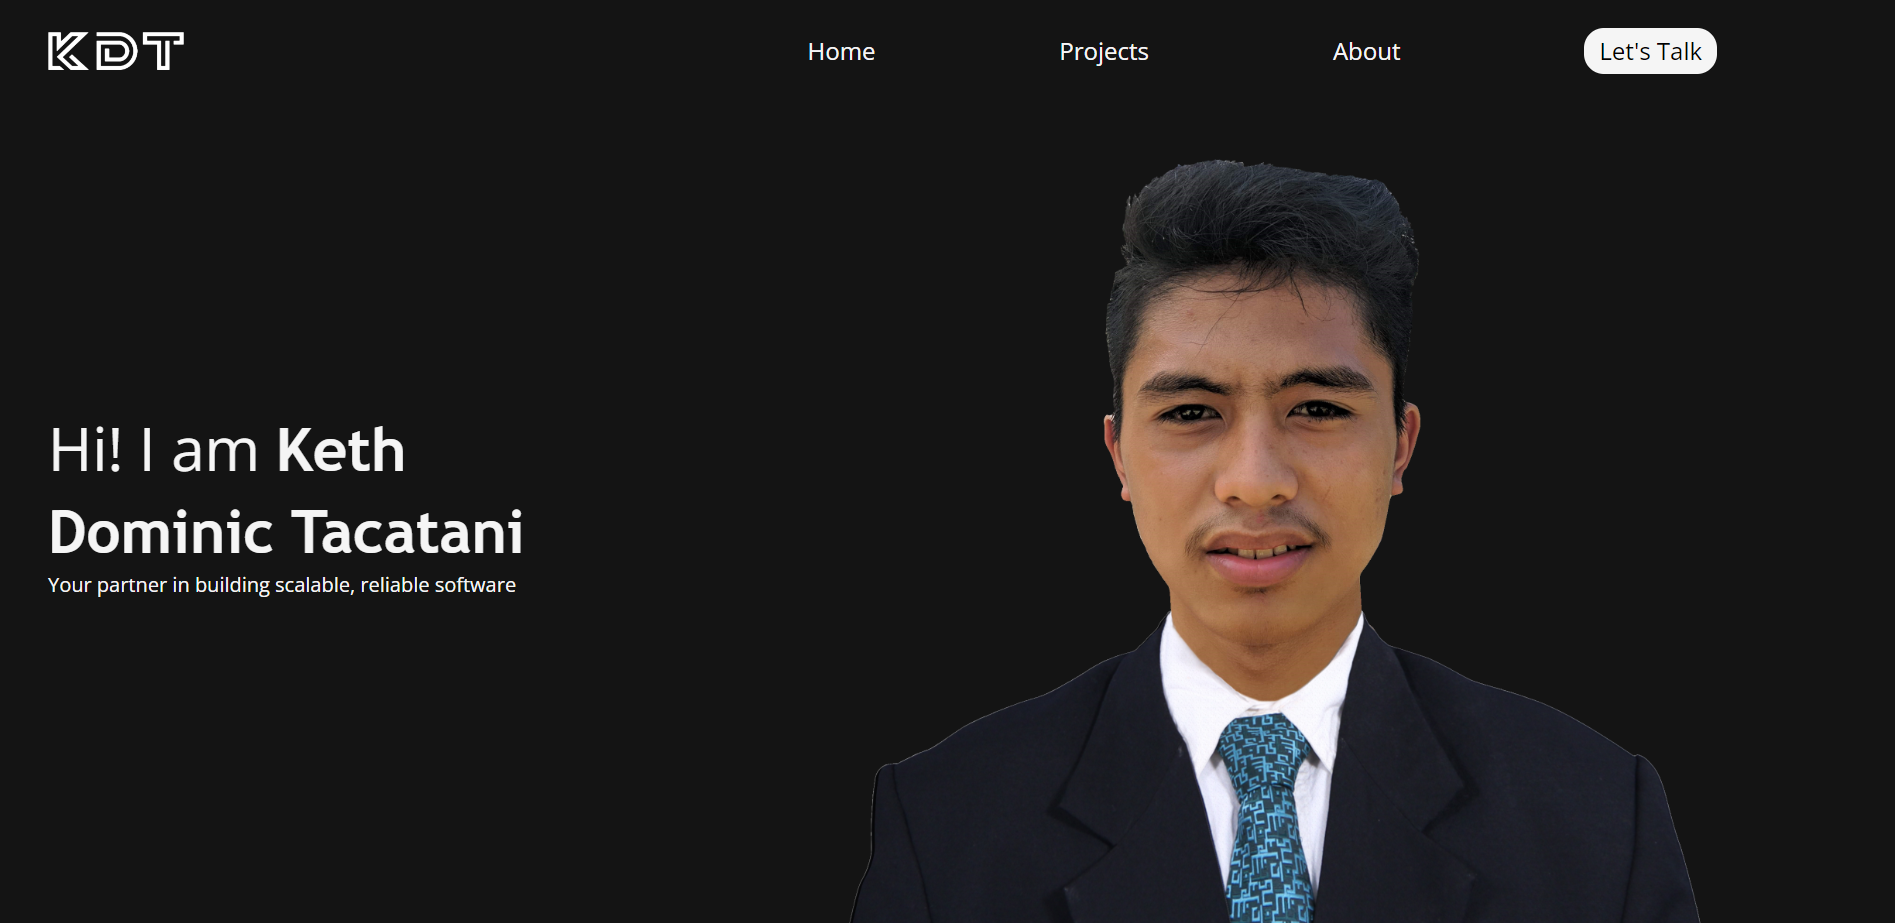 KDT
Home
Projects
About
Let's Talk
Hi! I am Keth
Dominic Tacatani
Your partner in building scalable, reliable software